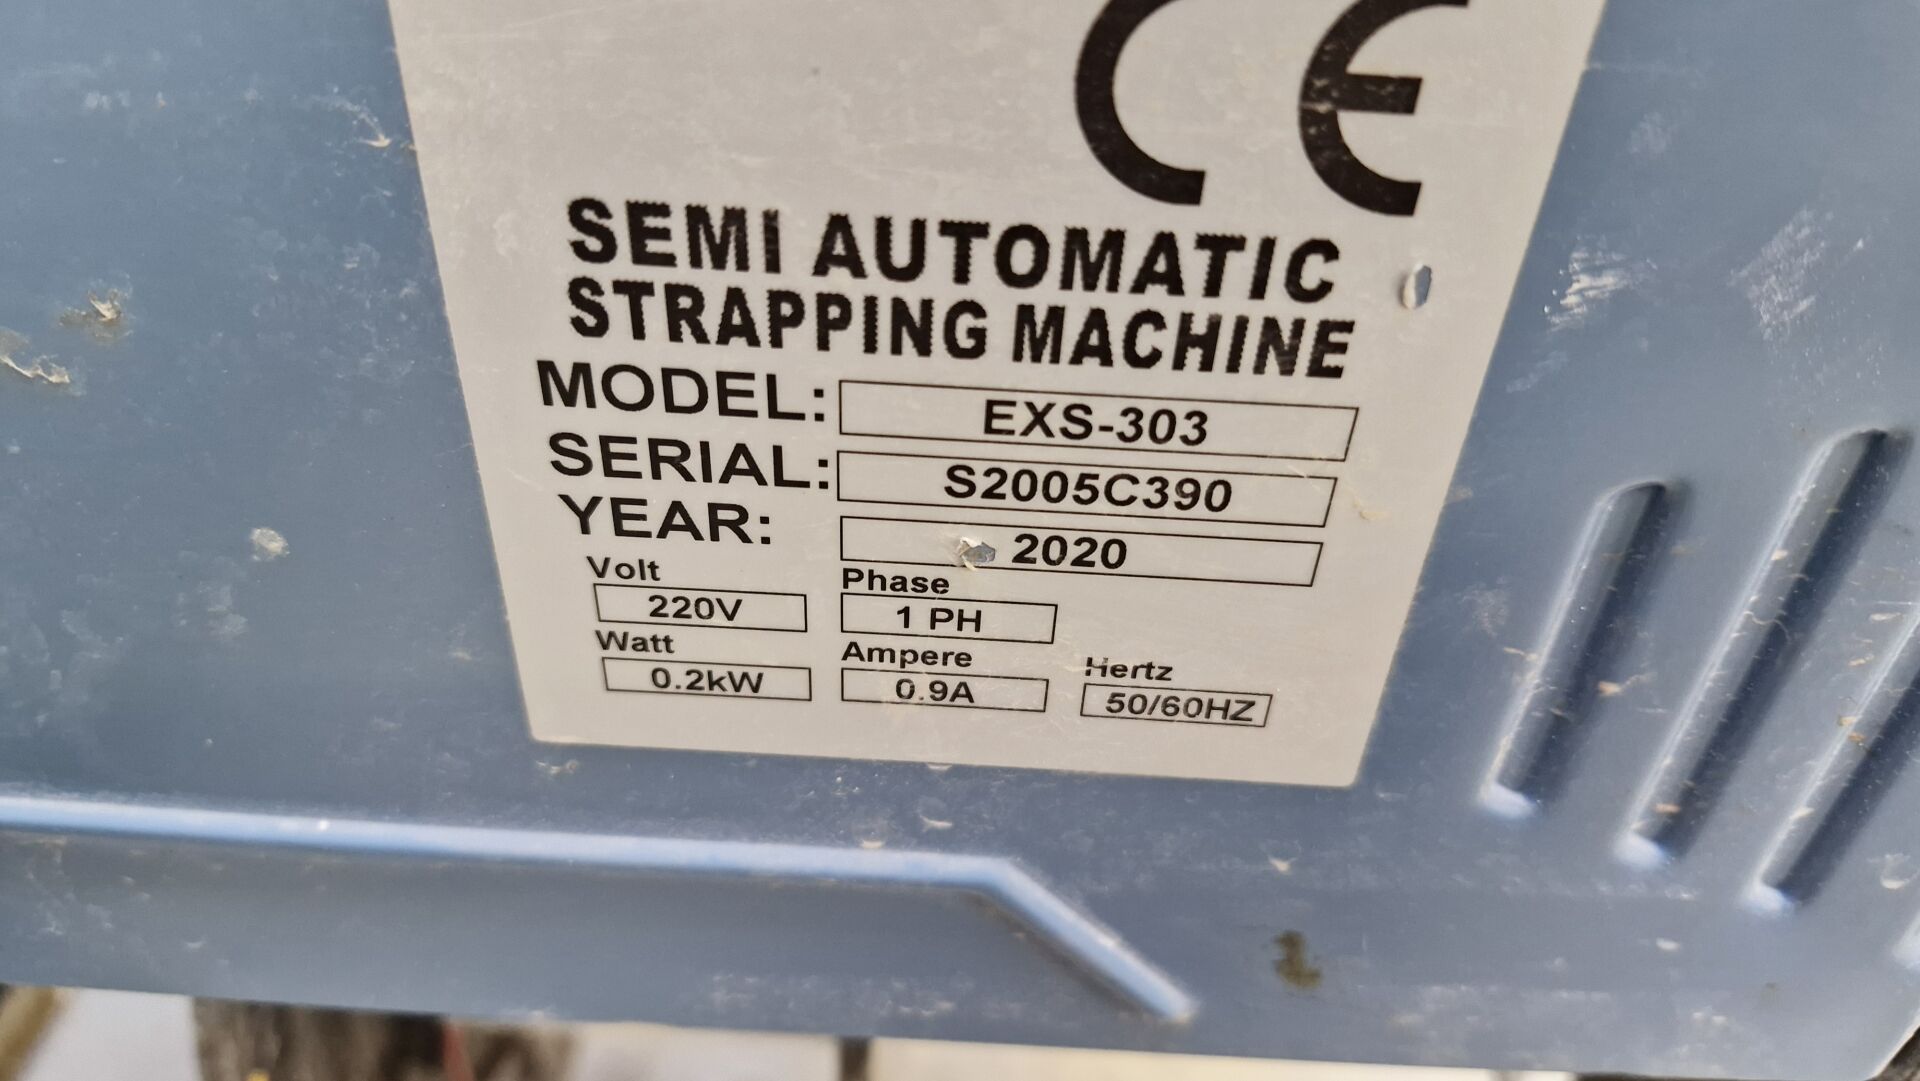 CE
SEMI AUTOMATIC
STRAPPING MACHINE
MODEL: EXS-303
SERIAL: S2005C390
YEAR: 2020
Volt Phase
220V 1 PH
Watt Ampere Hertz
0.2kW 0.9A 50/60HZ